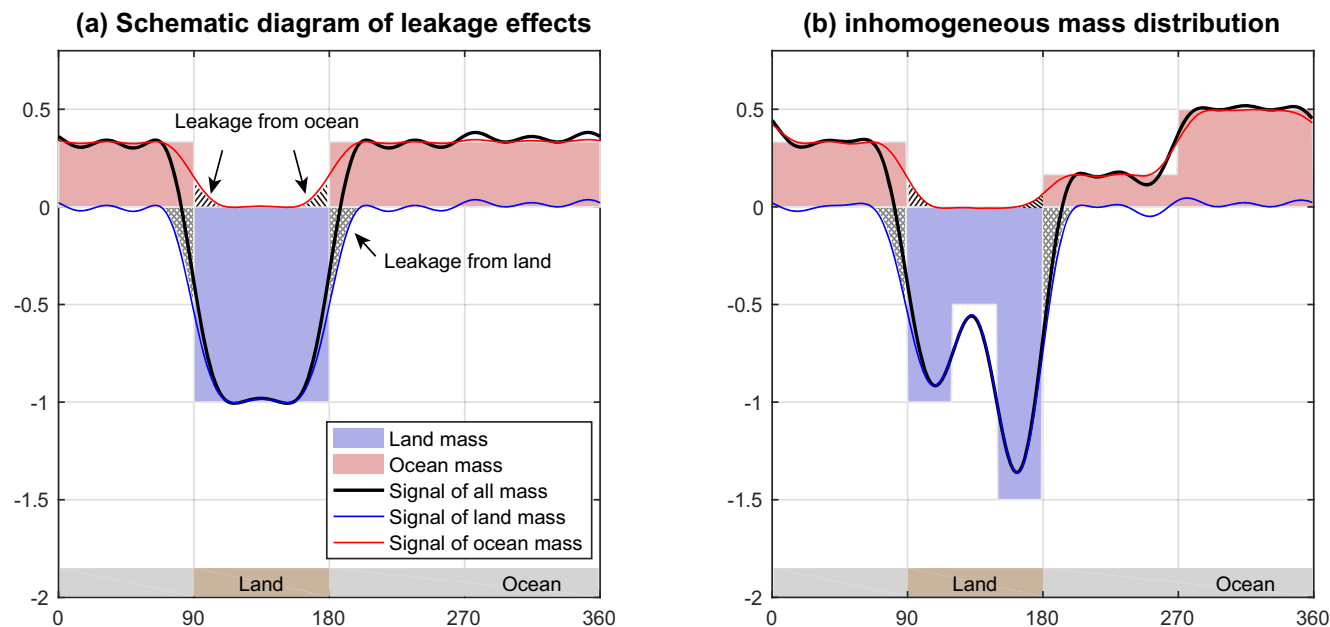 (a) Schematic diagram of leakage effects
0.5
0
-0.5
-1
-1.5
-2
Leakage from ocean
Leakage from land
Land mass
Ocean mass
Signal of all mass
Signal of land mass
Signal of ocean mass
Land
Ocean
0 90 180 270 360
(b) inhomogeneous mass distribution
0.5
0
-0.5
-1
-1.5
-2
Land
Ocean
0 90 180 270 360